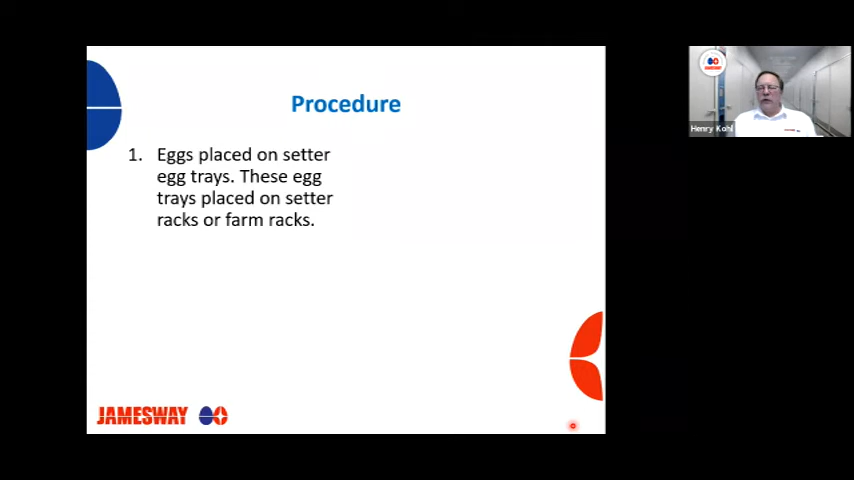 Procedure
1. Eggs placed on setter
egg trays. These egg
trays placed on setter
racks or farm racks.
JAMESWAY
JAMESWAY
Henry Kohl